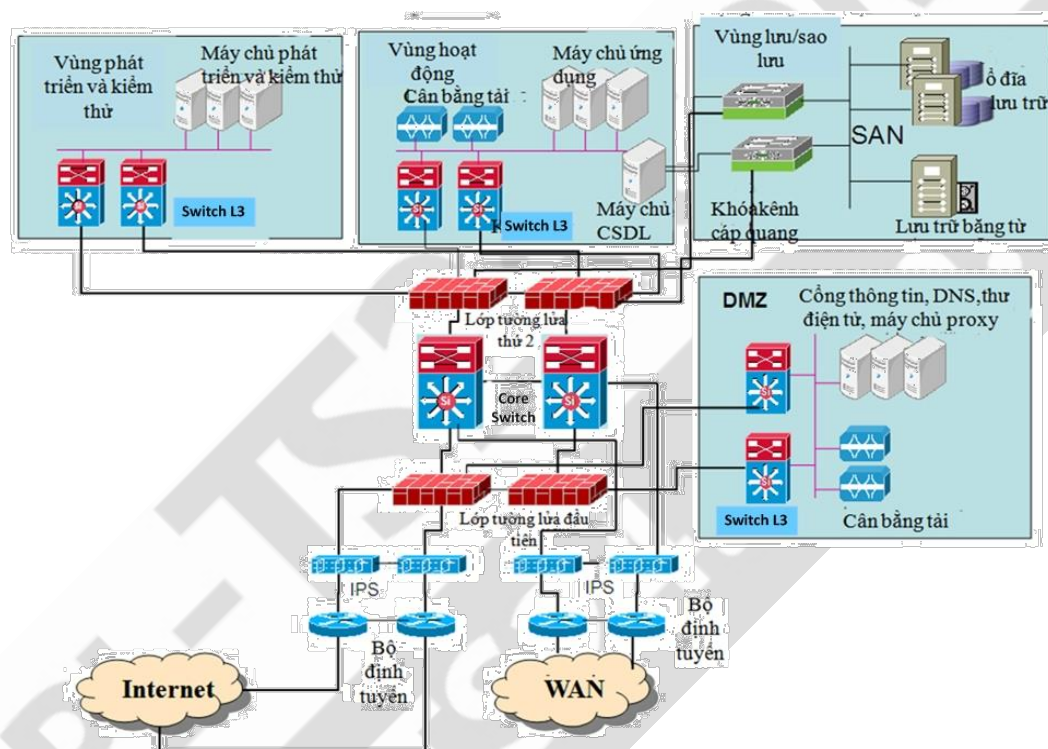 Vùng phát
triển và kiểm
thử
Máy chủ phát
triển và kiểm thử
Switch L3
Vùng hoạt
động
Cân bằng tải
Máy chủ ứng
dụng
Switch L3
Máy chủ
CSDL
Vùng lưu/sao
lưu
SAN
ổ đĩa
lưu trữ
Khóakênh
cáp quang
Lưu trữ băng từ
Lớp tường lửa
thứ 2
Si
Si
Core
Switch
DMZ
Cổng thông tin, DNS,thư
điện tử, máy chủ proxy
Si
Si
Switch L3
Cân bằng tải
Lớp tường lửa đầu
tiên
IPS
IPS
Bộ
định
tuyến
Bộ
định
tuyến
Internet
WAN